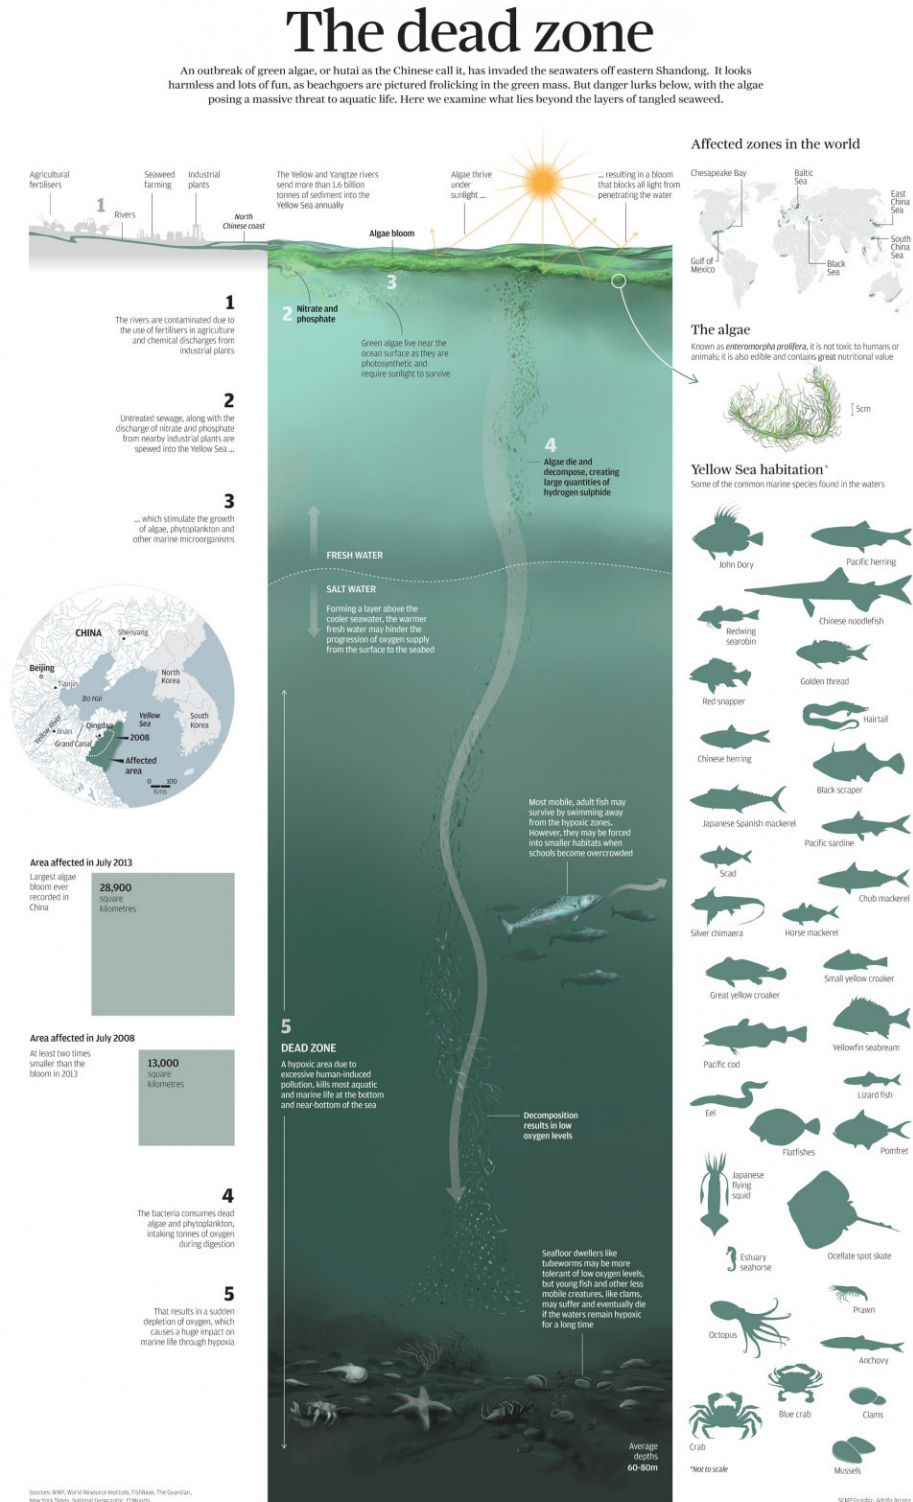 The dead zone
An outbreak of green algae, or hutai as the Chinese call it, has invaded the seawaters off eastern Shandong. It looks
harmless and lots of fun, as beachgoers are pictured frolicking in the green mass. But danger lurks below, with the algae
posing a massive threat to aquatic life. Here we examine what lies beyond the layers of tangled seaweed.
Agricultural
fertilisers
Seaweed
farming
Industrial
plants
1
Rivers
North
Chinese coast
The Yellow and Yangtze rivers
send more than 1.6 billion
tonnes of sediment into the
Yellow Sea annually
Algae bloom
Algae thrive
under
sunlight ...
... resulting in a bloom
that blocks all light from
penetrating the water
2
Nitrate and
phosphate
3
Green algae live near the
ocean surface as they are
photosynthetic and
require sunlight to survive
1
The rivers are contaminated due to
the use of fertilisers in agriculture
and chemical discharges from
industrial plants
2
Untreated sewage, along with the
discharge of nitrate and phosphate
from nearby industrial plants are
spewed into the Yellow Sea ...
3
... which stimulate the growth
of algae, phytoplankton and
other marine microorganisms
4
Algae die and
decompose, creating
large quantities of
hydrogen sulphide
FRESH WATER
SALT WATER
Forming a layer above the
cooler seawater, the warmer
fresh water may hinder the
progression of oxygen supply
from the surface to the seabed
CHINA
Shenyang
Beijing
Tianjin
North
Korea
Bo Hai
Yellow River
Jinan
Qingdao
Yellow
Sea
South
Korea
Grand Canal
2008
Affected
area
0 100
Kms
Area affected in July 2013
Largest algae
bloom ever
recorded in
China
28,900
square
kilometres
Area affected in July 2008
At least two times
smaller than the
bloom in 2013
13,000
square
kilometres
4
The bacteria consumes dead
algae and phytoplankton,
intaking tonnes of oxygen
during digestion
5
That results in a sudden
depletion of oxygen, which
causes a huge impact on
marine life through hypoxia
Most mobile, adult fish may
survive by swimming away
from the hypoxic zones.
However, they may be forced
into smaller habitats when
schools become overcrowded
5
DEAD ZONE
A hypoxic area due to
excessive human-induced
pollution, kills most aquatic
and marine life at the bottom
and near-bottom of the sea
Decomposition
results in low
oxygen levels
Seafloor dwellers like
tubeworms may be more
tolerant of low oxygen levels,
but young fish and other less
mobile creatures, like clams,
may suffer and eventually die
if the waters remain hypoxic
for a long time
Average
depths
60-80m
Affected zones in the world
Chesapeake Bay
Baltic
Sea
East
China
Sea
South
China
Sea
Gulf of
Mexico
Black
Sea
The algae
Known as enteromorpha prolifera, it is not toxic to humans or
animals; it is also edible and contains great nutritional value
5cm
Yellow Sea habitation*
Some of the common marine species found in the waters
John Dory
Pacific herring
Chinese noodlefish
Redwing
searobin
Golden thread
Red snapper
Hairtail
Chinese herring
Black scraper
Japanese Spanish mackerel
Pacific sardine
Scad
Chub mackerel
Silver chimaera
Horse mackerel
Small yellow croaker
Great yellow croaker
Yellowfin seabream
Pacific cod
Lizard fish
Eel
Flatfishes
Pomfret
Japanese
flying
squid
Ocellate spot skate
Estuary
seahorse
Prawn
Octopus
Anchovy
Blue crab
Clams
Crab
Mussels
*Not to scale
Sources: WWF, World Resource Institute, FishBase, The Guardian,
New York Times, National Geographic, El Mundo
SCMP Graphic: Adolfo Arranz